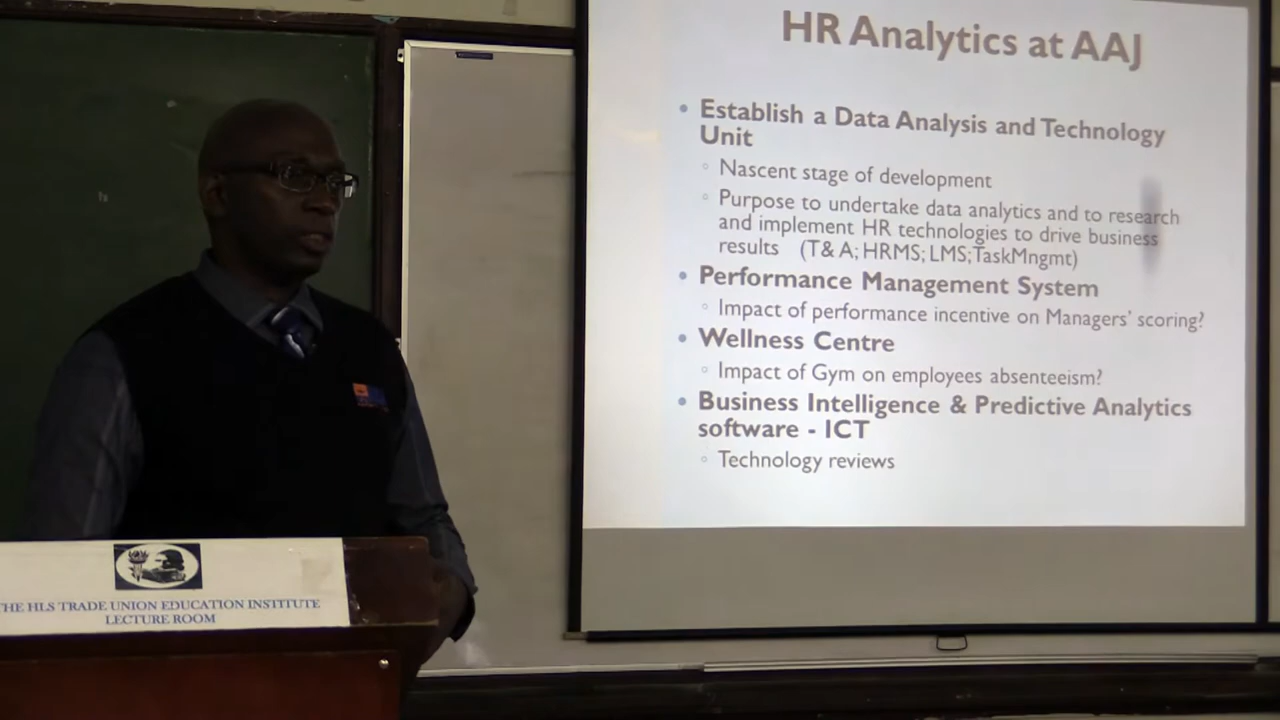 HR Analytics at AAJ
• Establish a Data Analysis and Technology
Unit
◦ Nascent stage of development
◦ Purpose to undertake data analytics and to research
and implement HR technologies to drive business
results (T& A; HRMS; LMS;TaskMngmt)
• Performance Management System
◦ Impact of performance incentive on Managers' scoring?
• Wellness Centre
◦ Impact of Gym on employees absenteeism?
• Business Intelligence & Predictive Analytics
software - ICT
◦ Technology reviews
THE HLS TRADE UNION EDUCATION INSTITUTE
LECTURE ROOM